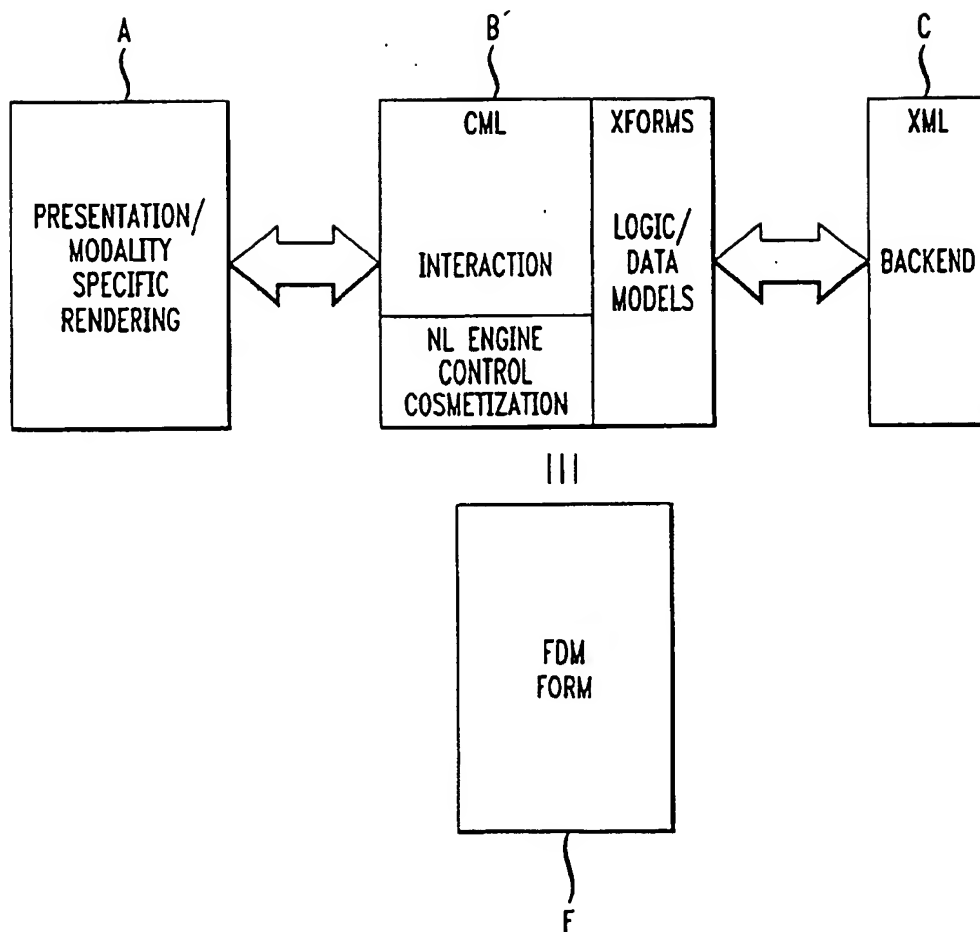 A
B´
C
PRESENTATION/
MODALITY
SPECIFIC
RENDERING
CML
INTERACTION
NL ENGINE
CONTROL
COSMETIZATION
XFORMS
LOGIC/
DATA
MODELS
XML
BACKEND
FDM
FORM
F